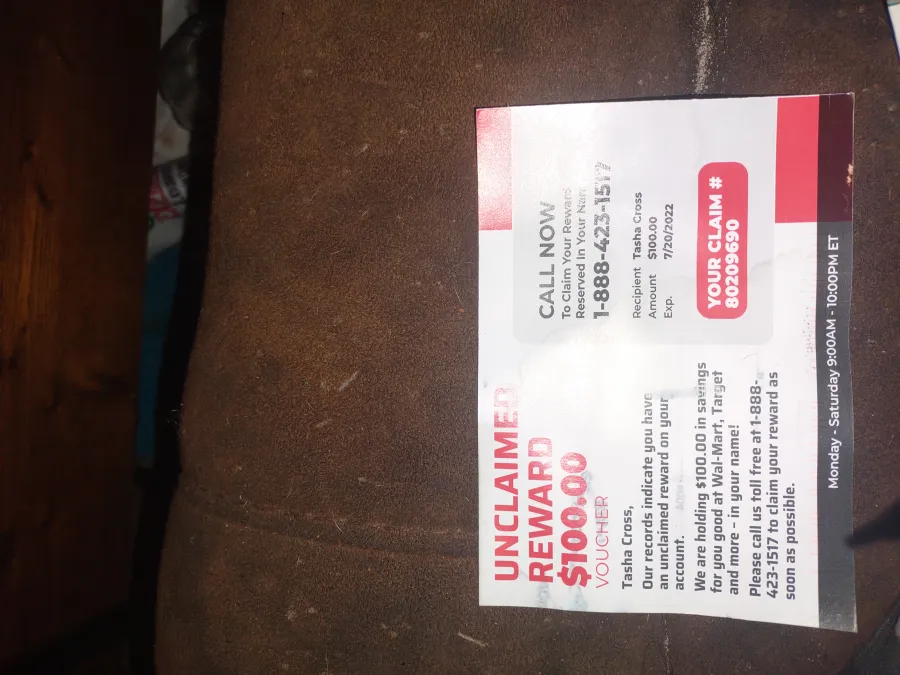 UNCLAIMED
REWARD
$100.00
VOUCHER
Tasha Cross,
Our records indicate you have
an unclaimed reward on your
account.
We are holding $100.00 in savings
for you good at Wal-Mart, Target
and more – in your name!
Please call us toll free at 1-888-
423-1517 to claim your reward as
soon as possible.
CALL NOW
To Claim Your Reward
Reserved In Your Name
1-888-423-1517
Recipient Tasha Cross
Amount $100.00
Exp. 7/20/2022
YOUR CLAIM #
80209690
Monday - Saturday 9:00AM - 10:00PM ET